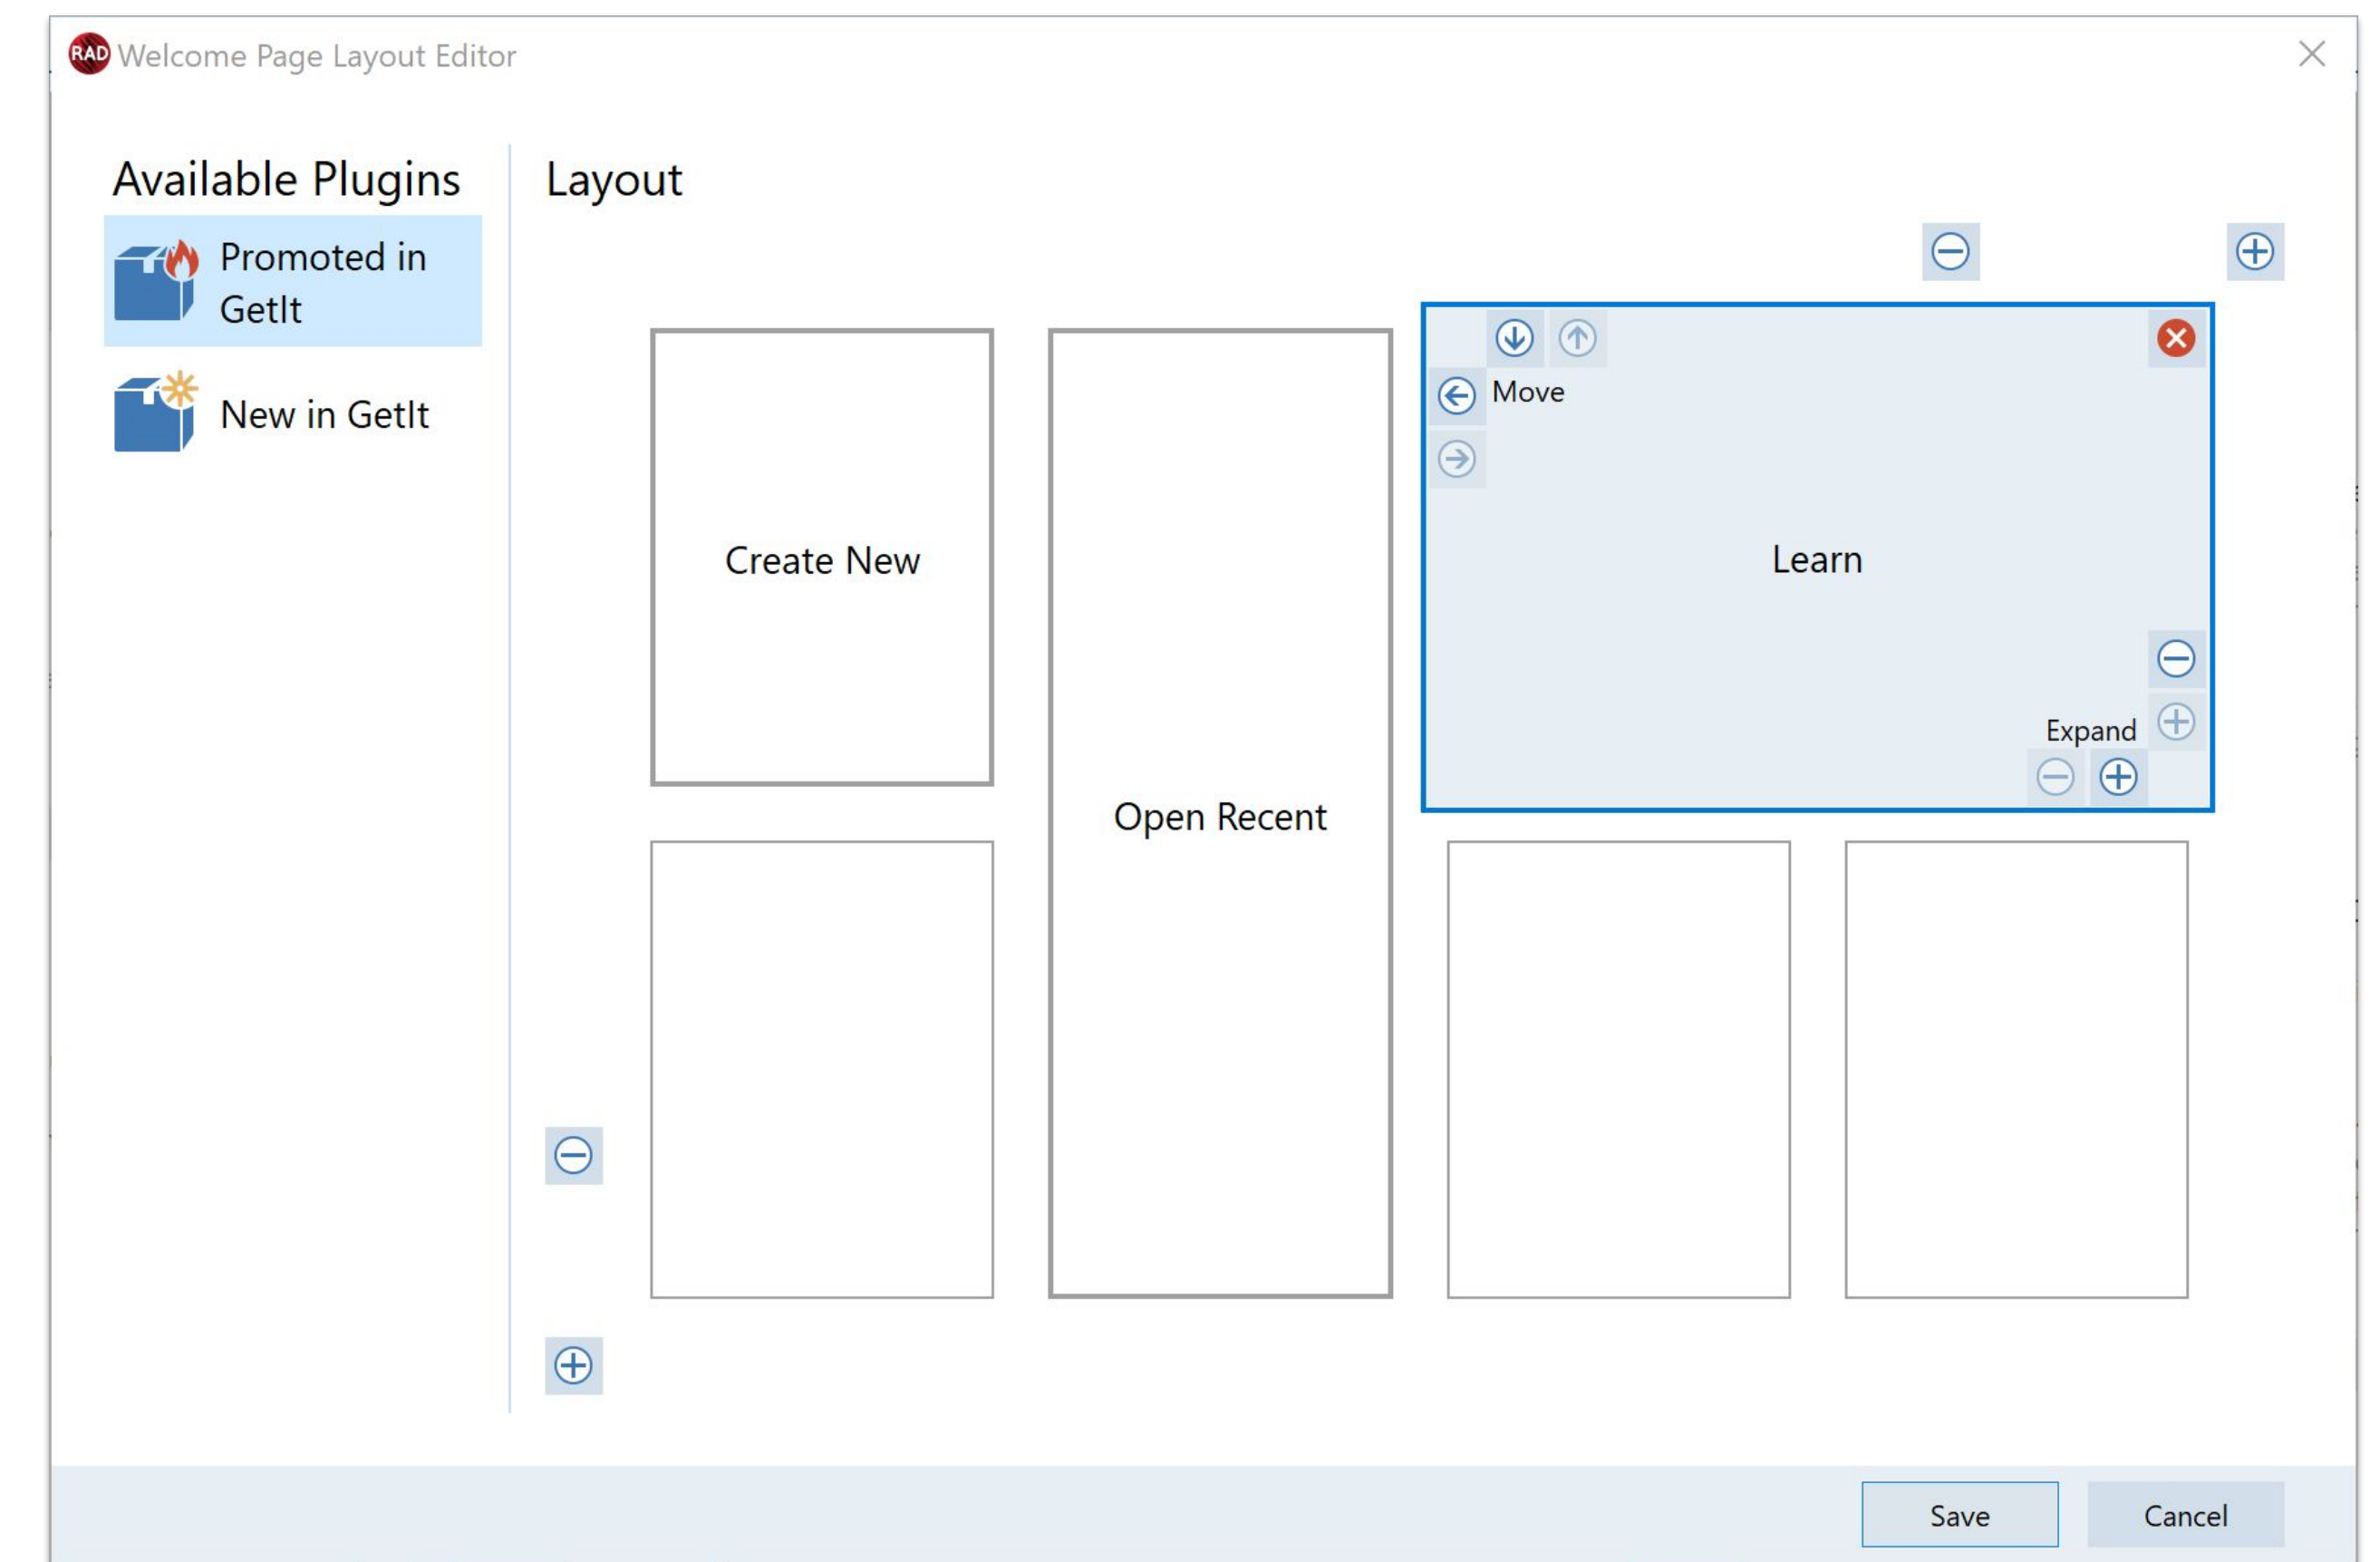 RAD Welcome Page Layout Editor
Available Plugins
Promoted in
GetIt
New in GetIt
Layout
Create New
Open Recent
Move
Learn
Expand
Save
Cancel